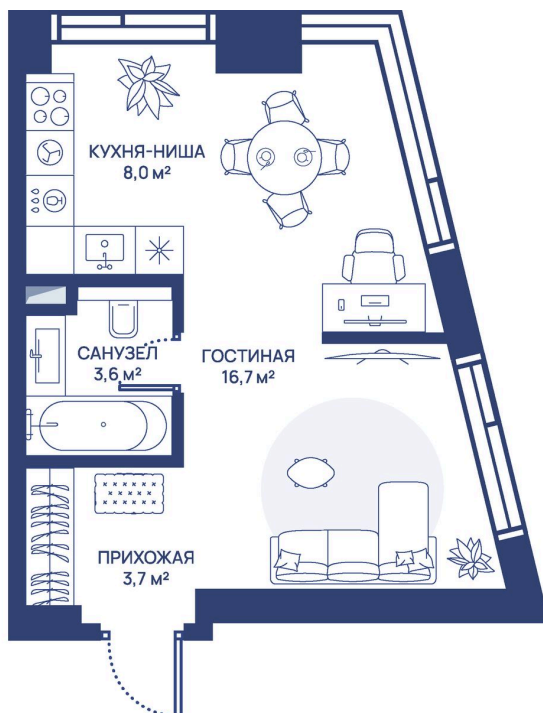 КУХНЯ-НИША
8,0 м²
САНУЗЕЛ
3,6 м²
ГОСТИНАЯ
16,7 м²
ПРИХОЖАЯ
3,7 м²